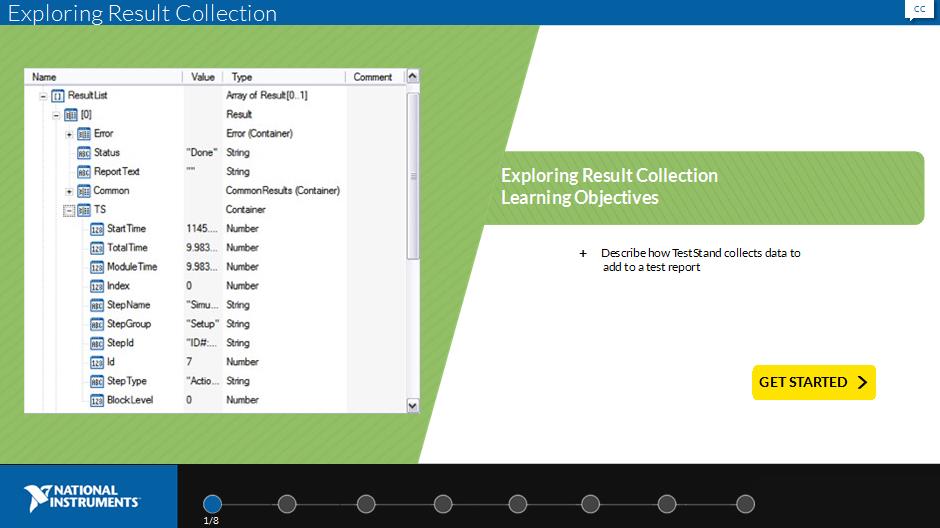 Exploring Result Collection
CC
Name Value Type Comment
ResultList Array of Result[0..1]
[0] Result
Error Error (Container)
Status "Done" String
ReportText "" String
Common CommonResults (Container)
TS Container
StartTime 1145.... Number
TotalTime 9.983... Number
ModuleTime 9.983... Number
Index 0 Number
StepName "Simu... String
StepGroup "Setup" String
StepId "ID#:... String
Id 7 Number
StepType "Actio... String
BlockLevel 0 Number
Exploring Result Collection
Learning Objectives
+ Describe how TestStand collects data to
add to a test report
GET STARTED
NATIONAL
INSTRUMENTS
1/8